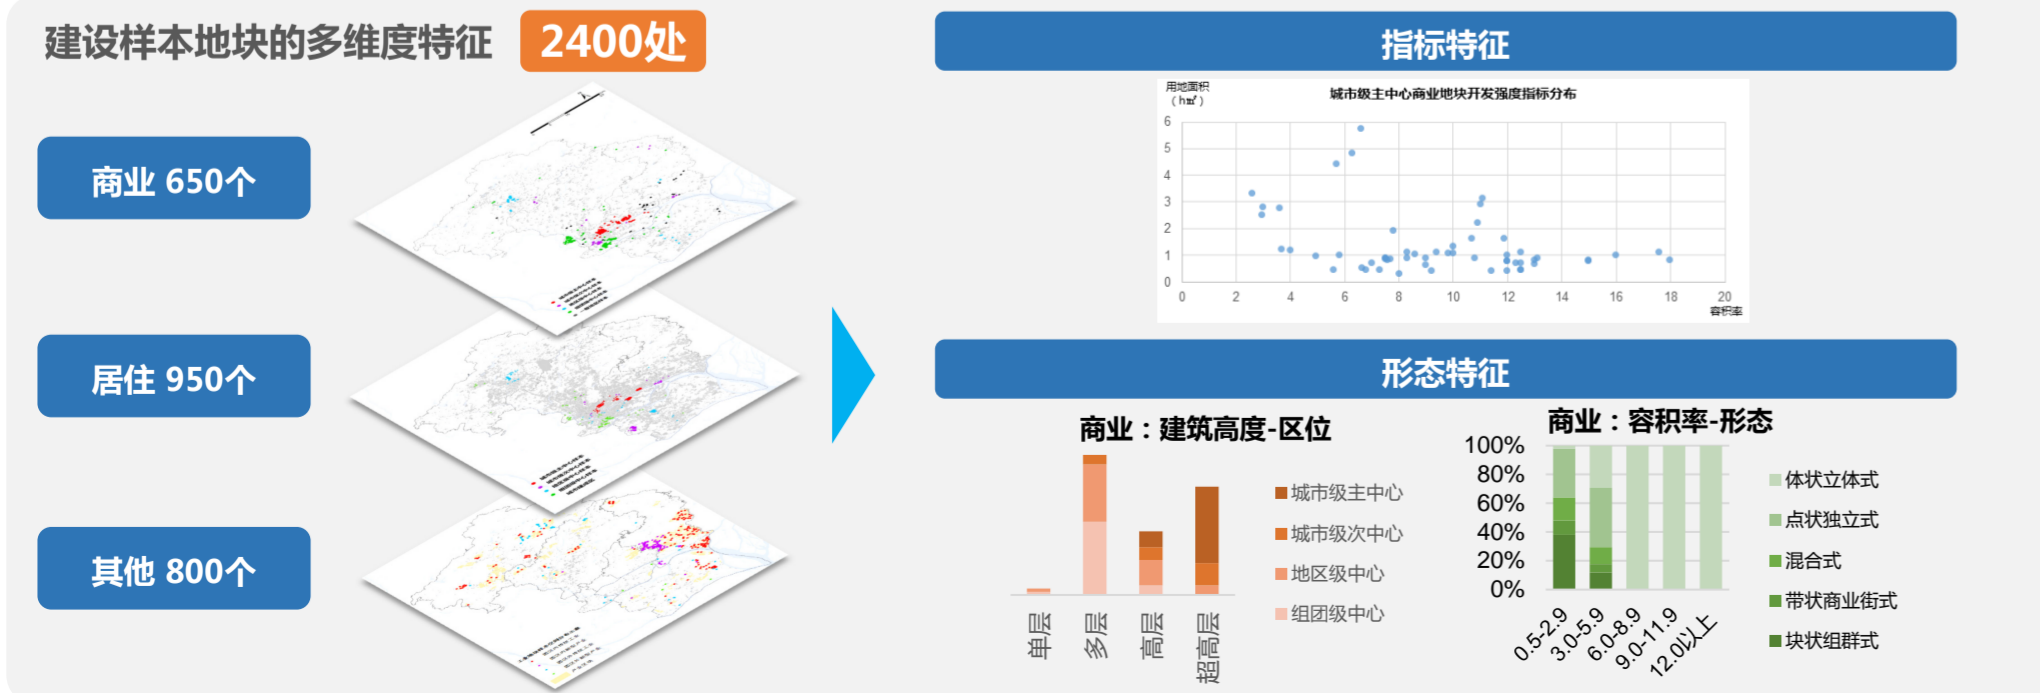 建设样本地块的多维度特征
2400处
商业 650个
居住 950个
其他 800个
指标特征
用地面积
（h㎡）
城市级主中心商业地块开发强度指标分布
6
5
4
3
2
1
0
0 2 4 6 8 10 12 14 16 18 20
容积率
形态特征
商业：建筑高度-区位
单层
多层
高层
超高层
城市级主中心
城市级次中心
地区级中心
组团级中心
商业：容积率-形态
100%
80%
60%
40%
20%
0%
0.5-2.9
3.0-5.9
6.0-8.9
9.0-11.9
12.0以上
体状立体式
点状独立式
混合式
带状商业街式
块状组群式